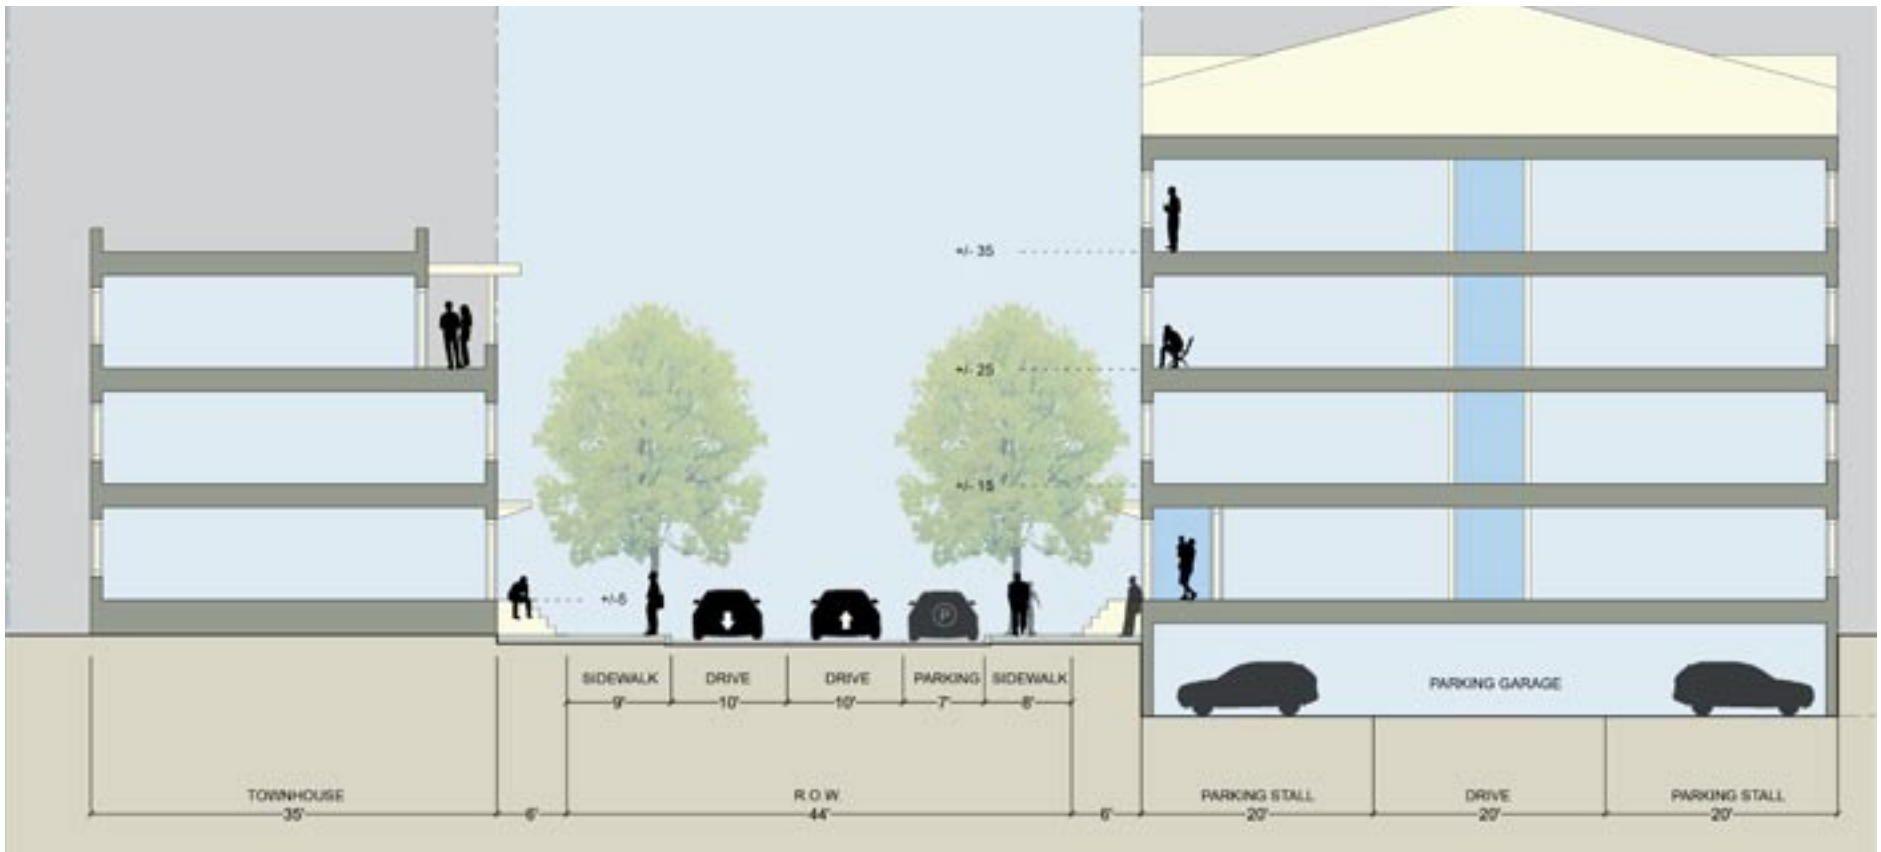 +/- 35
+/- 25
+/- 15
+/-5
P
SIDEWALK
9'
DRIVE
10'
DRIVE
10'
PARKING
7'
SIDEWALK
8'
PARKING GARAGE
TOWNHOUSE
35'
6'
R O W
44'
6'
PARKING STALL
20'
DRIVE
20'
PARKING STALL
20'